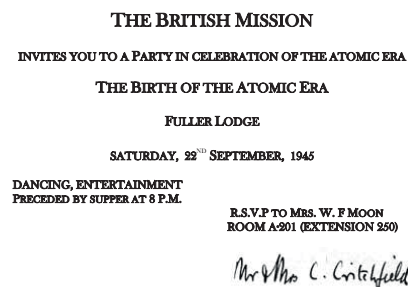 THE BRITISH MISSION
INVITES YOU TO A PARTY IN CELEBRATION OF THE ATOMIC ERA
THE BIRTH OF THE ATOMIC ERA
FULLER LODGE
SATURDAY, 22ND SEPTEMBER, 1945
DANCING, ENTERTAINMENT
PRECEDED BY SUPPER AT 8 P.M.
R.S.V.P TO MRS. W. F MOON
ROOM A-201 (EXTENSION 250)
Mr & Mrs C. Critchfield